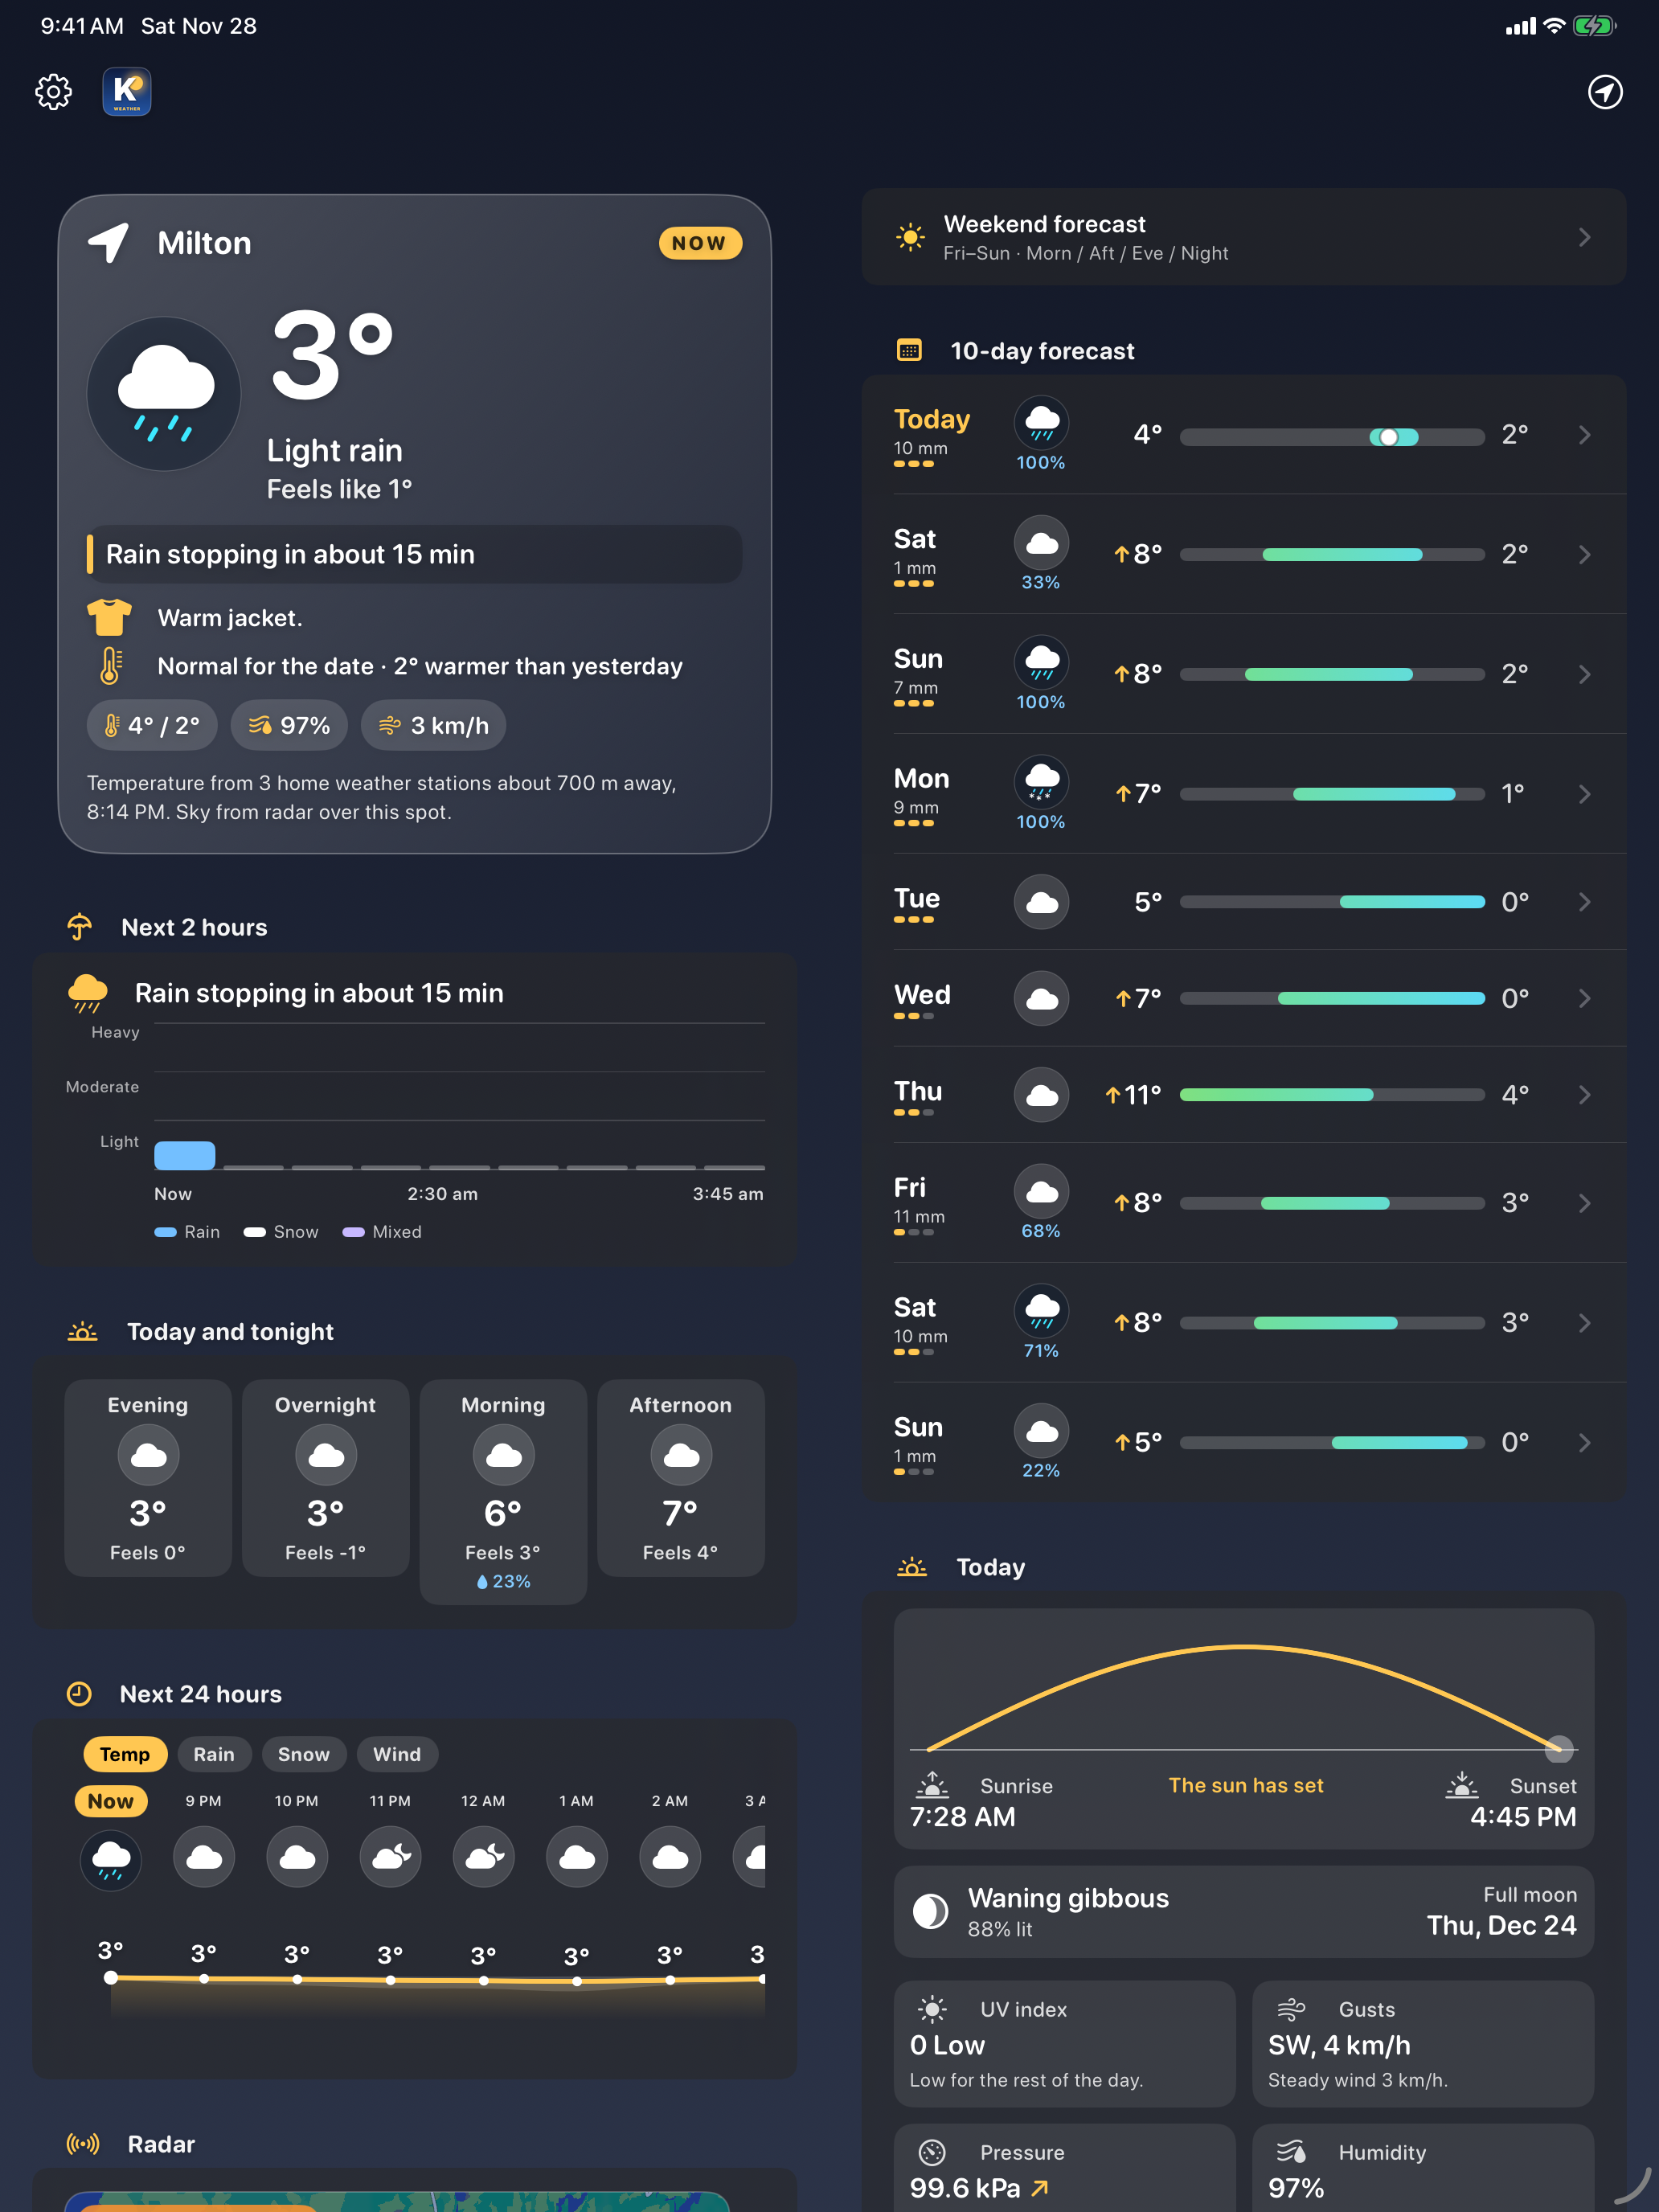 9:41 AM Sat Nov 28
K
WEATHER
Milton
NOW
3°
Light rain
Feels like 1°
Rain stopping in about 15 min
Warm jacket.
Normal for the date · 2° warmer than yesterday
4° / 2°
97%
3 km/h
Temperature from 3 home weather stations about 700 m away,
8:14 PM. Sky from radar over this spot.
Next 2 hours
Rain stopping in about 15 min
Heavy
Moderate
Light
Now 2:30 am 3:45 am
Rain Snow Mixed
Today and tonight
Evening
3°
Feels 0°
Overnight
3°
Feels -1°
Morning
6°
Feels 3°
23%
Afternoon
7°
Feels 4°
Next 24 hours
Temp Rain Snow Wind
Now 9 PM 10 PM 11 PM 12 AM 1 AM 2 AM 3 A
3° 3° 3° 3° 3° 3° 3° 3
Radar
Weekend forecast
Fri–Sun · Morn / Aft / Eve / Night
10-day forecast
Today
10 mm
100%
4° 2°
Sat
1 mm
33%
↑8° 2°
Sun
7 mm
100%
↑8° 2°
Mon
9 mm
100%
↑7° 1°
Tue
5° 0°
Wed
↑7° 0°
Thu
↑11° 4°
Fri
11 mm
68%
↑8° 3°
Sat
10 mm
71%
↑8° 3°
Sun
1 mm
22%
↑5° 0°
Today
Sunrise
7:28 AM
The sun has set
Sunset
4:45 PM
Waning gibbous
88% lit
Full moon
Thu, Dec 24
UV index
0 Low
Low for the rest of the day.
Gusts
SW, 4 km/h
Steady wind 3 km/h.
Pressure
99.6 kPa ↗
Humidity
97%